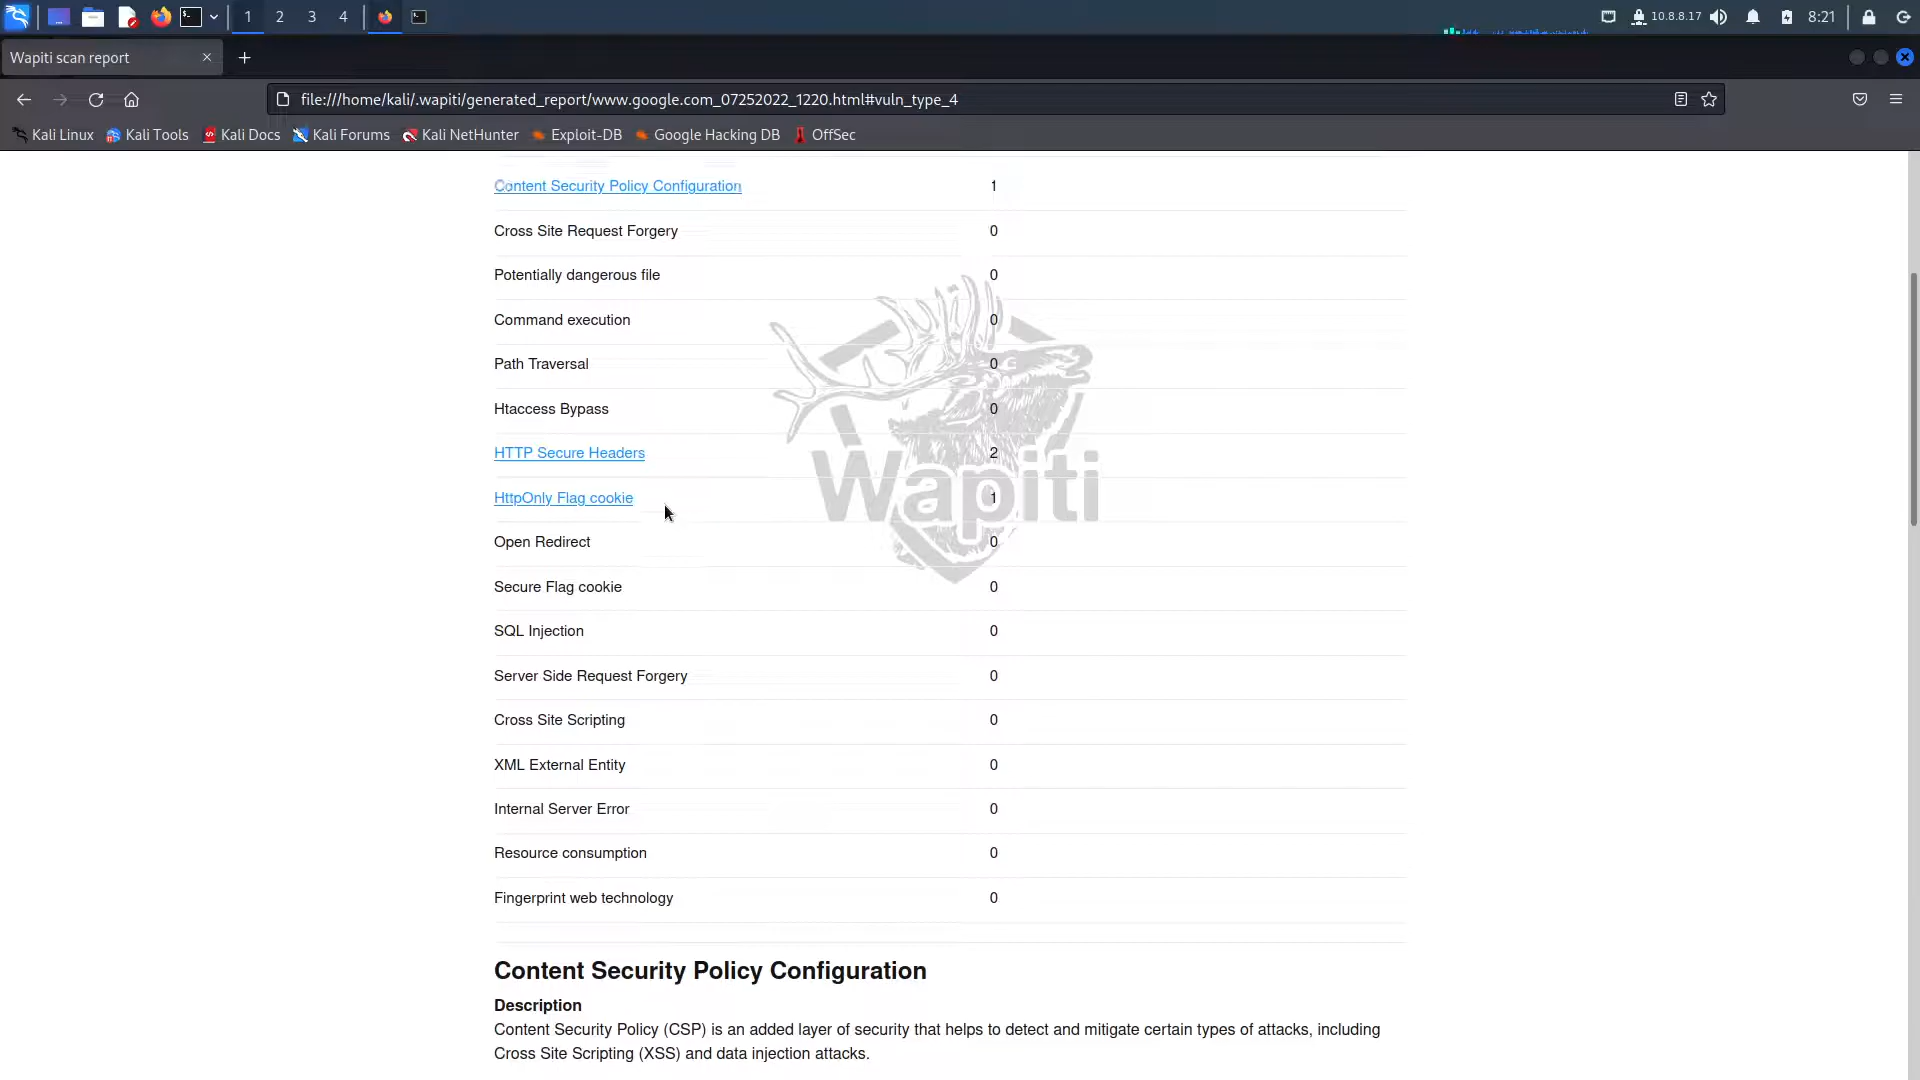 1 2 3 4
10.8.8.17 8:21
Wapiti scan report
file:///home/kali/.wapiti/generated_report/www.google.com_07252022_1220.html#vuln_type_4
Kali Linux Kali Tools Kali Docs Kali Forums Kali NetHunter Exploit-DB Google Hacking DB OffSec
Content Security Policy Configuration 1
Cross Site Request Forgery 0
Potentially dangerous file 0
Command execution 0
Path Traversal 0
Htaccess Bypass 0
HTTP Secure Headers 2
HttpOnly Flag cookie 1
Wapiti
Open Redirect 0
Secure Flag cookie 0
SQL Injection 0
Server Side Request Forgery 0
Cross Site Scripting 0
XML External Entity 0
Internal Server Error 0
Resource consumption 0
Fingerprint web technology 0
Content Security Policy Configuration
Description
Content Security Policy (CSP) is an added layer of security that helps to detect and mitigate certain types of attacks, including
Cross Site Scripting (XSS) and data injection attacks.